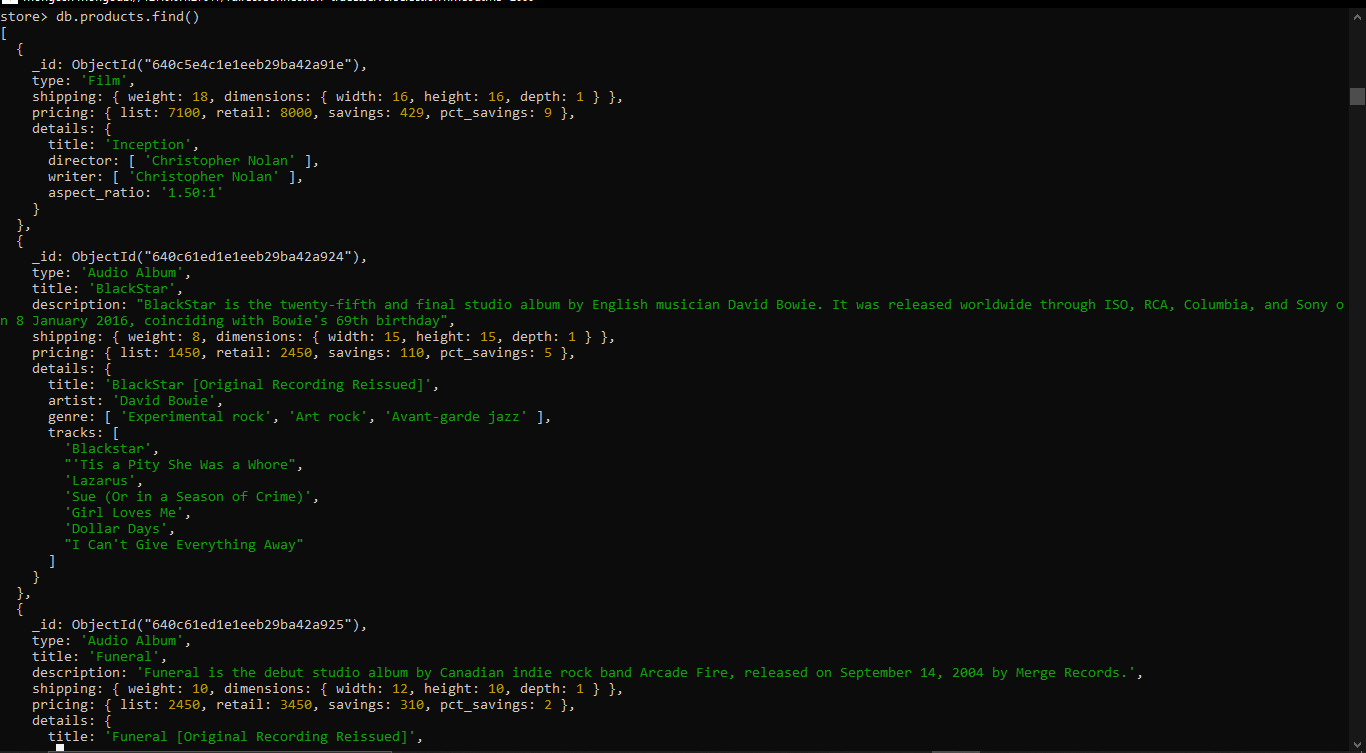 store> db.products.find()
[
  {
    _id: ObjectId("640c5e4c1e1eeb29ba42a91e"),
    type: 'Film',
    shipping: { weight: 18, dimensions: { width: 16, height: 16, depth: 1 } },
    pricing: { list: 7100, retail: 8000, savings: 429, pct_savings: 9 },
    details: {
      title: 'Inception',
      director: [ 'Christopher Nolan' ],
      writer: [ 'Christopher Nolan' ],
      aspect_ratio: '1.50:1'
    }
  },
  {
    _id: ObjectId("640c61ed1e1eeb29ba42a924"),
    type: 'Audio Album',
    title: 'BlackStar',
    description: "BlackStar is the twenty-fifth and final studio album by English musician David Bowie. It was released worldwide through ISO, RCA, Columbia, and Sony o
n 8 January 2016, coinciding with Bowie's 69th birthday",
    shipping: { weight: 8, dimensions: { width: 15, height: 15, depth: 1 } },
    pricing: { list: 1450, retail: 2450, savings: 110, pct_savings: 5 },
    details: {
      title: 'BlackStar [Original Recording Reissued]',
      artist: 'David Bowie',
      genre: [ 'Experimental rock', 'Art rock', 'Avant-garde jazz' ],
      tracks: [
        'Blackstar',
        "'Tis a Pity She Was a Whore",
        'Lazarus',
        'Sue (Or in a Season of Crime)',
        'Girl Loves Me',
        'Dollar Days',
        "I Can't Give Everything Away"
      ]
    }
  },
  {
    _id: ObjectId("640c61ed1e1eeb29ba42a925"),
    type: 'Audio Album',
    title: 'Funeral',
    description: 'Funeral is the debut studio album by Canadian indie rock band Arcade Fire, released on September 14, 2004 by Merge Records.',
    shipping: { weight: 10, dimensions: { width: 12, height: 10, depth: 1 } },
    pricing: { list: 2450, retail: 3450, savings: 310, pct_savings: 2 },
    details: {
      title: 'Funeral [Original Recording Reissued]',